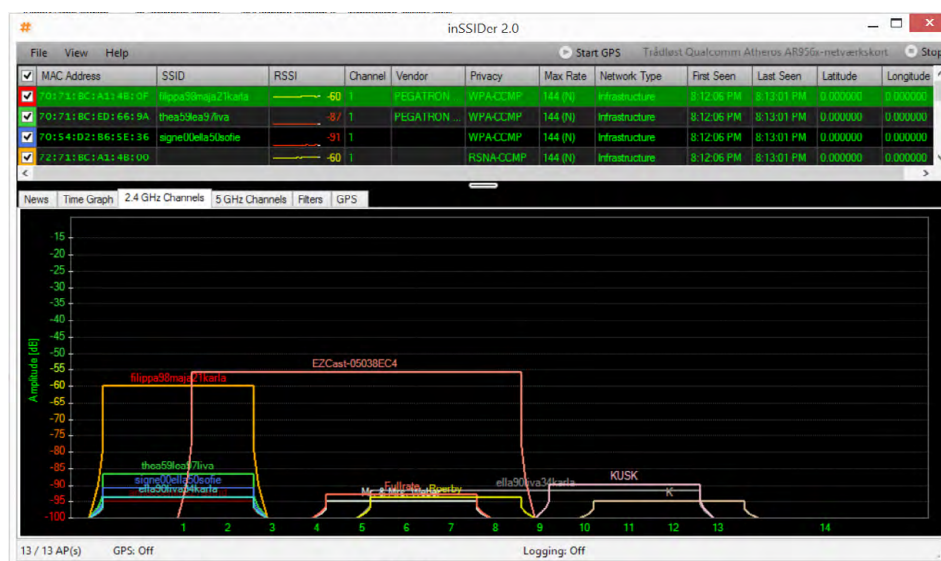 inSSIDer 2.0
File View Help Start GPS Trådløst Qualcomm Atheros AR956x-netværkskort Stop
MAC Address SSID RSSI Channel Vendor Privacy Max Rate Network Type First Seen Last Seen Latitude Longitude
70:71:BC:A1:4B:0F filippa98maja21karla -60 1 PEGATRON WPA-CCMP 144 (N) Infrastructure 8:12:06 PM 8:13:01 PM 0.000000 0.000000
70:71:BC:ED:66:9A thea59lea97liva -87 1 PEGATRON ... WPA-CCMP 144 (N) Infrastructure 8:12:06 PM 8:13:01 PM 0.000000 0.000000
70:54:D2:B6:5E:36 signe00ella50sofie -91 1 WPA-CCMP 144 (N) Infrastructure 8:12:06 PM 8:13:01 PM 0.000000 0.000000
72:71:BC:A1:4B:00 -60 1 RSNA-CCMP 144 (N) Infrastructure 8:12:06 PM 8:13:01 PM 0.000000 0.000000
News Time Graph 2.4 GHz Channels 5 GHz Channels Filters GPS
Amplitude [dB]
-15
-20
-25
-30
-35
-40
-45
-50
-55
-60
-65
-70
-75
-80
-85
-90
-95
-100
EZCast-05038EC4
filippa98maja21karla
thea59lea97liva
signe00ella50sofie
ella90liva34karla
Fullrate
ella90liva34karla
KUSK
K
1 2 3 4 5 6 7 8 9 10 11 12 13 14
13 / 13 AP(s) GPS: Off Logging: Off